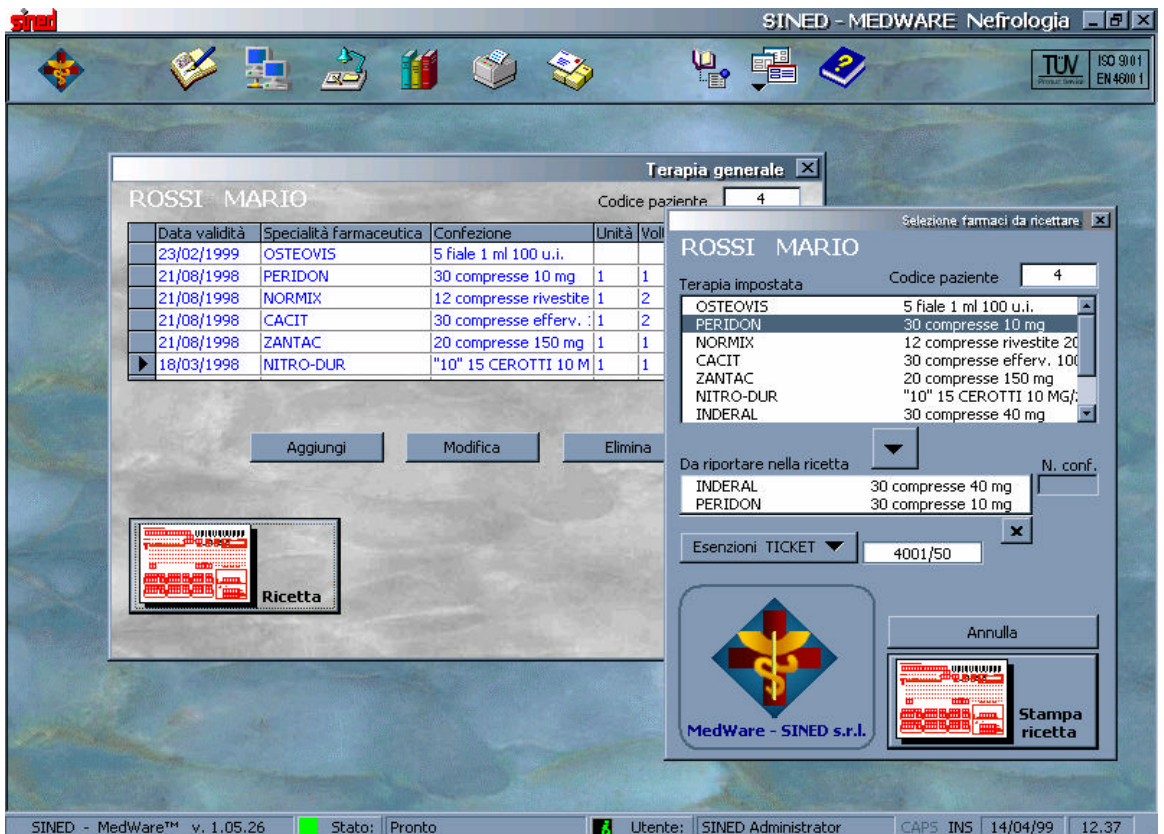 sined SINED - MEDWARE Nefrologia
TÜV Product Service ISO 9001 EN 46001
Terapia generale
ROSSI MARIO Codice paziente 4
Data validità Specialità farmaceutica Confezione Unità Volt
23/02/1999 OSTEOVIS 5 fiale 1 ml 100 u.i.
21/08/1998 PERIDON 30 compresse 10 mg 1 1
21/08/1998 NORMIX 12 compresse rivestite 1 2
21/08/1998 CACIT 30 compresse efferv. 1 2
21/08/1998 ZANTAC 20 compresse 150 mg 1 1
18/03/1998 NITRO-DUR "10" 15 CEROTTI 10 M 1 1
Aggiungi Modifica Elimina
Ricetta
Selezione farmaci da ricettare
ROSSI MARIO
Terapia impostata Codice paziente 4
OSTEOVIS 5 fiale 1 ml 100 u.i.
PERIDON 30 compresse 10 mg
NORMIX 12 compresse rivestite 20
CACIT 30 compresse efferv. 100
ZANTAC 20 compresse 150 mg
NITRO-DUR "10" 15 CEROTTI 10 MG/
INDERAL 30 compresse 40 mg
Da riportare nella ricetta N. conf.
INDERAL 30 compresse 40 mg
PERIDON 30 compresse 10 mg
Esenzioni TICKET 4001/50
Annulla
MedWare - SINED s.r.l.
Stampa
ricetta
SINED - MedWare™ v. 1.05.26 Stato: Pronto Utente: SINED Administrator CAPS INS 14/04/99 12.37